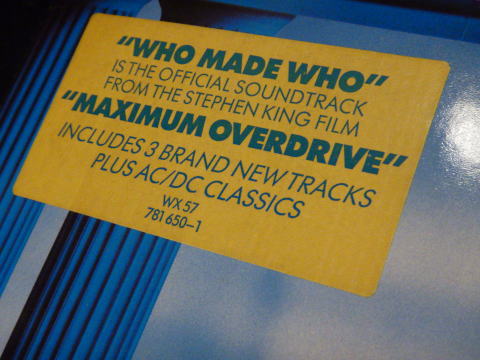 "WHO MADE WHO"
IS THE OFFICIAL SOUNDTRACK
FROM THE STEPHEN KING FILM
"MAXIMUM OVERDRIVE"
INCLUDES 3 BRAND NEW TRACKS
PLUS AC/DC CLASSICS
WX 57
781 650–1